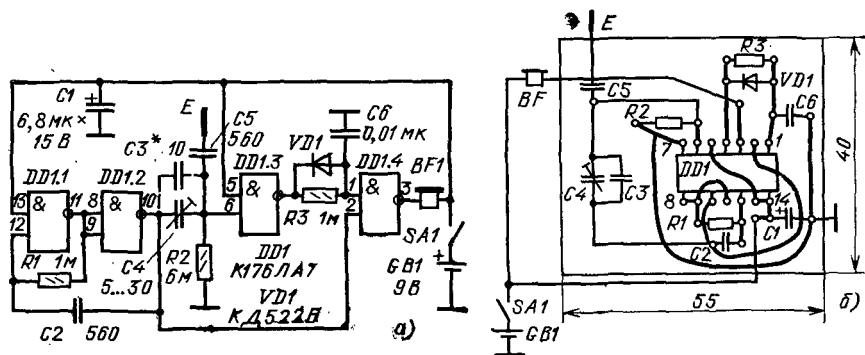 C1
6,8 мк ×
15 В
E
C5
560
C6
0,01 мк
C3* 10
VD1
DD1.1
DD1.2
DD1.3
DD1.4
BF1
13
&
11
8
&
10
5
&
1
&
3
12
9
6
R3 1м
2
SA1
R1 1м
C4
5...30
R2
6м
DD1
К176ЛА7
VD1
КД522В
GB1
9В
C2 560
а)
E
R3
BF
C5
VD1
R2
C6
7
1
DD1
C4
C3
8
14
R1
C1
C2
40
SA1
GB1
55
б)